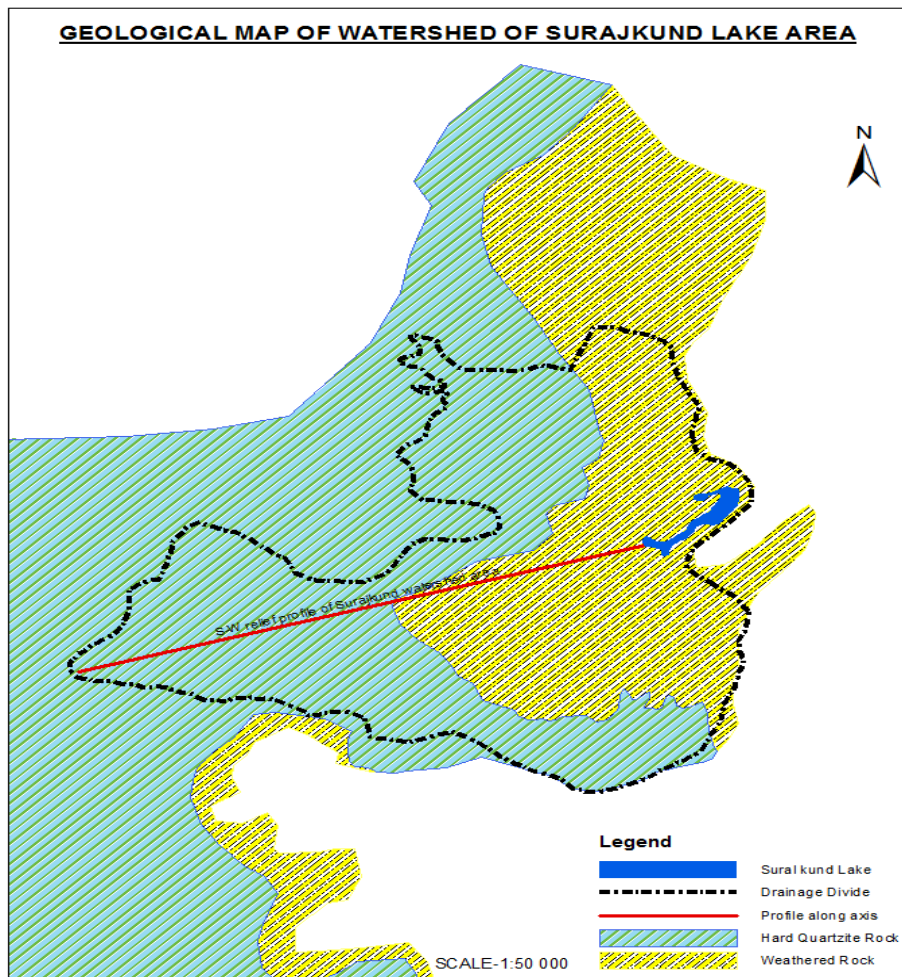 GEOLOGICAL MAP OF WATERSHED OF SURAJKUND LAKE AREA
N
S-W relief profile of Surajkund watershed area
Legend
Suraj kund Lake
Drainage Divide
Profile along axis
Hard Quartzite Rock
Weathered Rock
SCALE-1:50 000